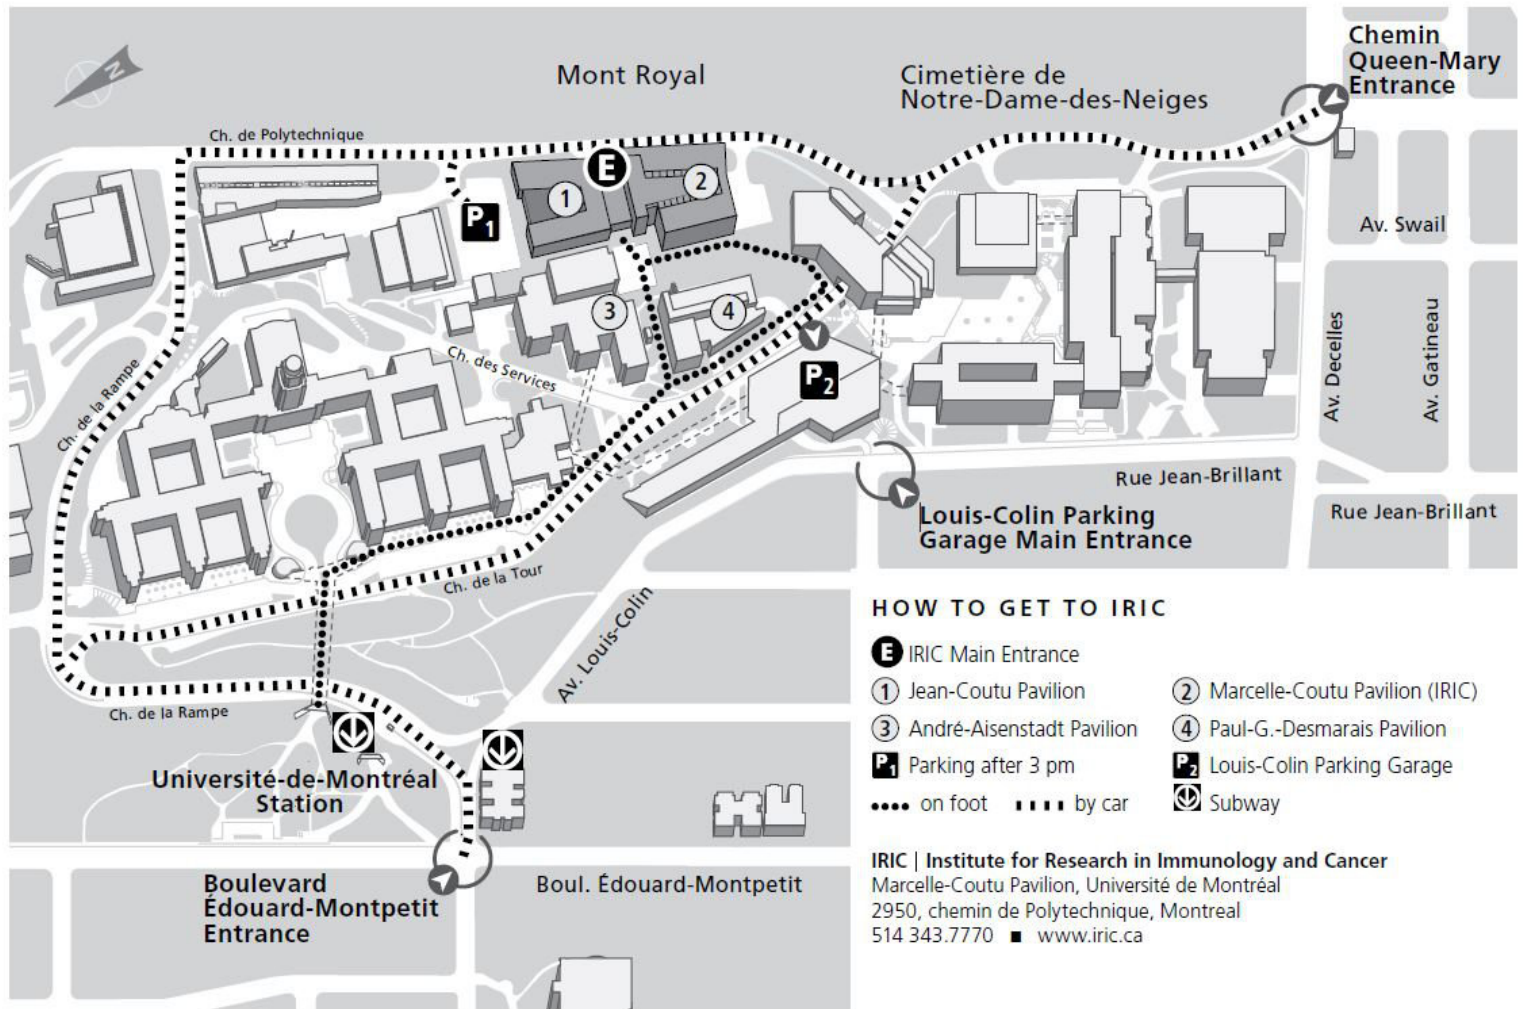 N
Mont Royal
Cimetière de
Notre-Dame-des-Neiges
Chemin
Queen-Mary
Entrance
Ch. de Polytechnique
E
1
2
P1
Av. Swail
3
4
Ch. des Services
P2
Av. Decelles
Av. Gatineau
Ch. de la Rampe
Rue Jean-Brillant
Rue Jean-Brillant
Louis-Colin Parking
Garage Main Entrance
Ch. de la Tour
Av. Louis-Colin
Ch. de la Rampe
Université-de-Montréal
Station
Boulevard
Édouard-Montpetit
Entrance
Boul. Édouard-Montpetit
HOW TO GET TO IRIC
E IRIC Main Entrance
1 Jean-Coutu Pavilion
2 Marcelle-Coutu Pavilion (IRIC)
3 André-Aisenstadt Pavilion
4 Paul-G.-Desmarais Pavilion
P1 Parking after 3 pm
P2 Louis-Colin Parking Garage
on foot
by car
Subway
IRIC | Institute for Research in Immunology and Cancer
Marcelle-Coutu Pavilion, Université de Montréal
2950, chemin de Polytechnique, Montreal
514 343.7770 ■ www.iric.ca